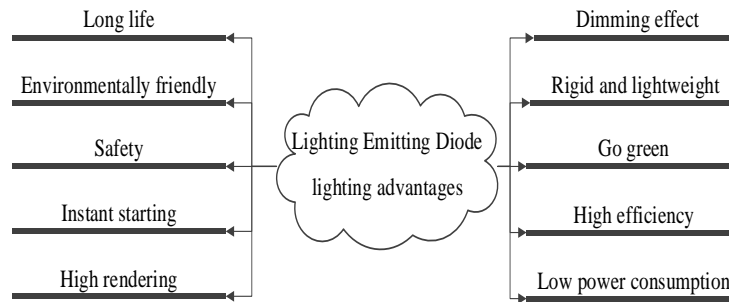 Long life
Environmentally friendly
Safety
Instant starting
High rendering
Lighting Emitting Diode
lighting advantages
Dimming effect
Rigid and lightweight
Go green
High efficiency
Low power consumption